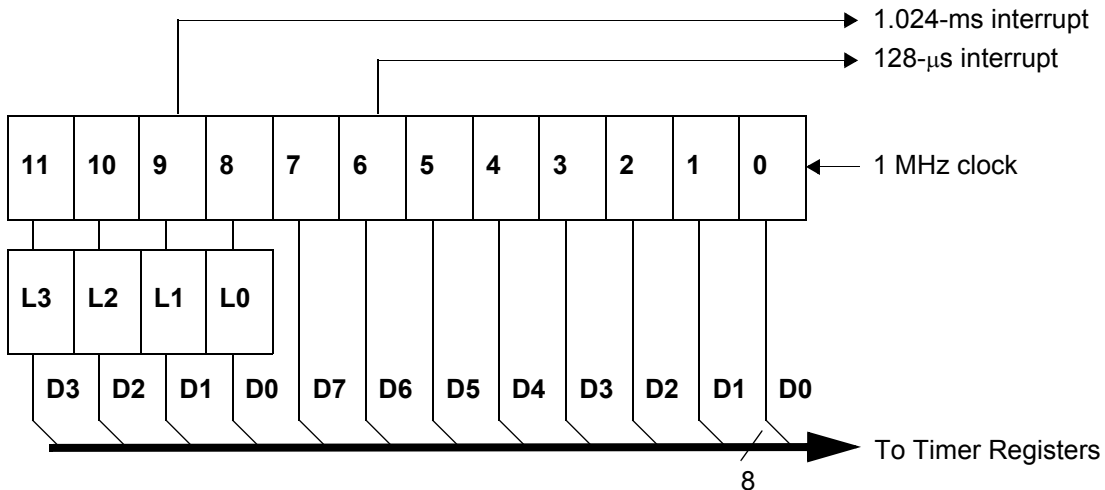 1.024-ms interrupt
128-μs interrupt
11 10 9 8 7 6 5 4 3 2 1 0
1 MHz clock
L3 L2 L1 L0
D3 D2 D1 D0 D7 D6 D5 D4 D3 D2 D1 D0
To Timer Registers
8